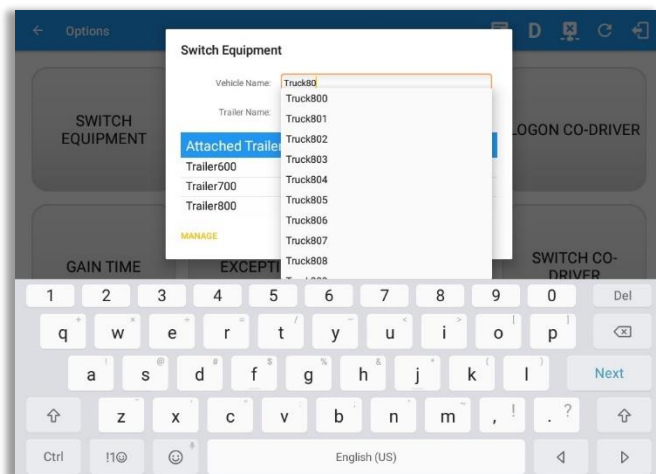 Options
D
Switch Equipment
Vehicle Name: Truck80
Trailer Name:
Truck800
Truck801
Truck802
Truck803
Truck804
Truck805
Truck806
Truck807
Truck808
Attached Trailer
Trailer600
Trailer700
Trailer800
MANAGE
SWITCH
EQUIPMENT
LOGON CO-DRIVER
GAIN TIME
EXCEPTI
SWITCH CO-
DRIVER
1 2 3 4 5 6 7 8 9 0 Del
q + w × e ÷ r = t / y _ u < i > o [ p ]
a ! s @ d # f $ g % h & j * k ( l ) Next
z x c v b n m , ! . ?
Ctrl !1☺ English (US)